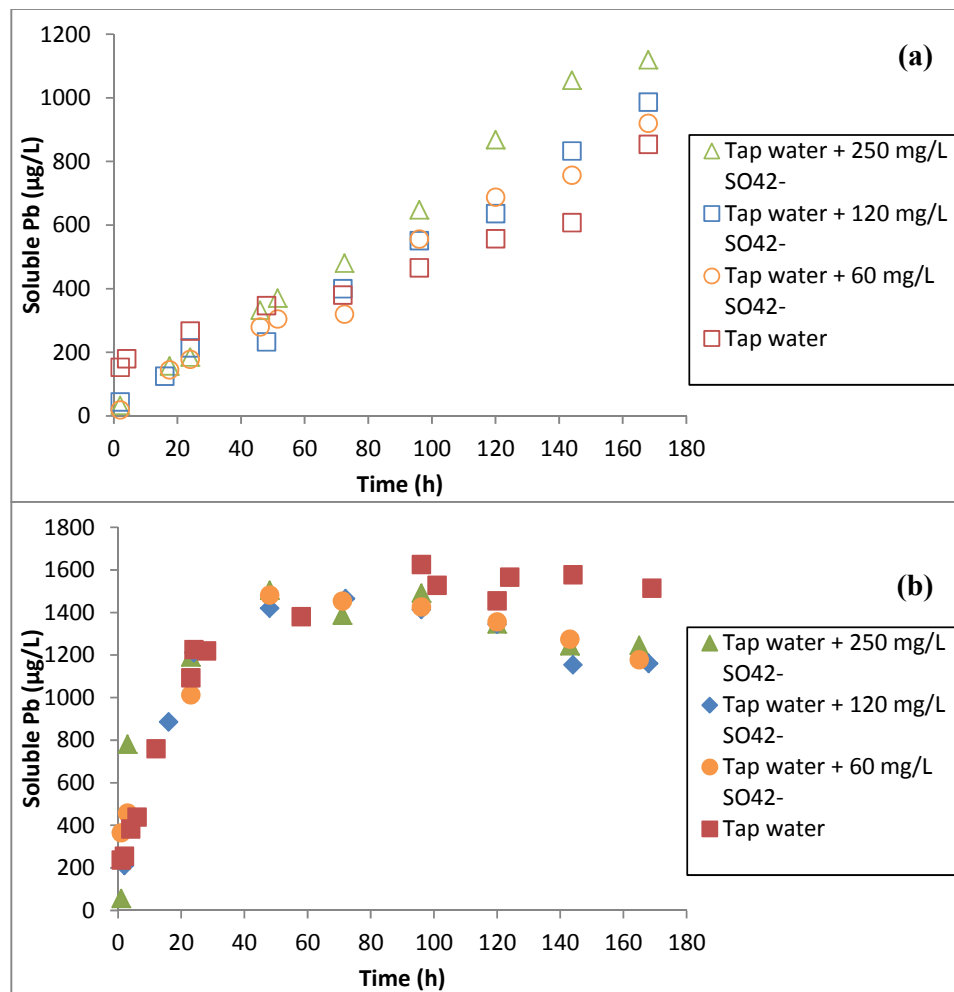 1200
(a)
1000
800
600
400
200
0
Soluble Pb (µg/L)
0 20 40 60 80 100 120 140 160 180
Time (h)
Tap water + 250 mg/L
SO42-
Tap water + 120 mg/L
SO42-
Tap water + 60 mg/L
SO42-
Tap water
1800
(b)
1600
1400
1200
1000
800
600
400
200
0
Soluble Pb (µg/L)
0 20 40 60 80 100 120 140 160 180
Time (h)
Tap water + 250 mg/L
SO42-
Tap water + 120 mg/L
SO42-
Tap water + 60 mg/L
SO42-
Tap water